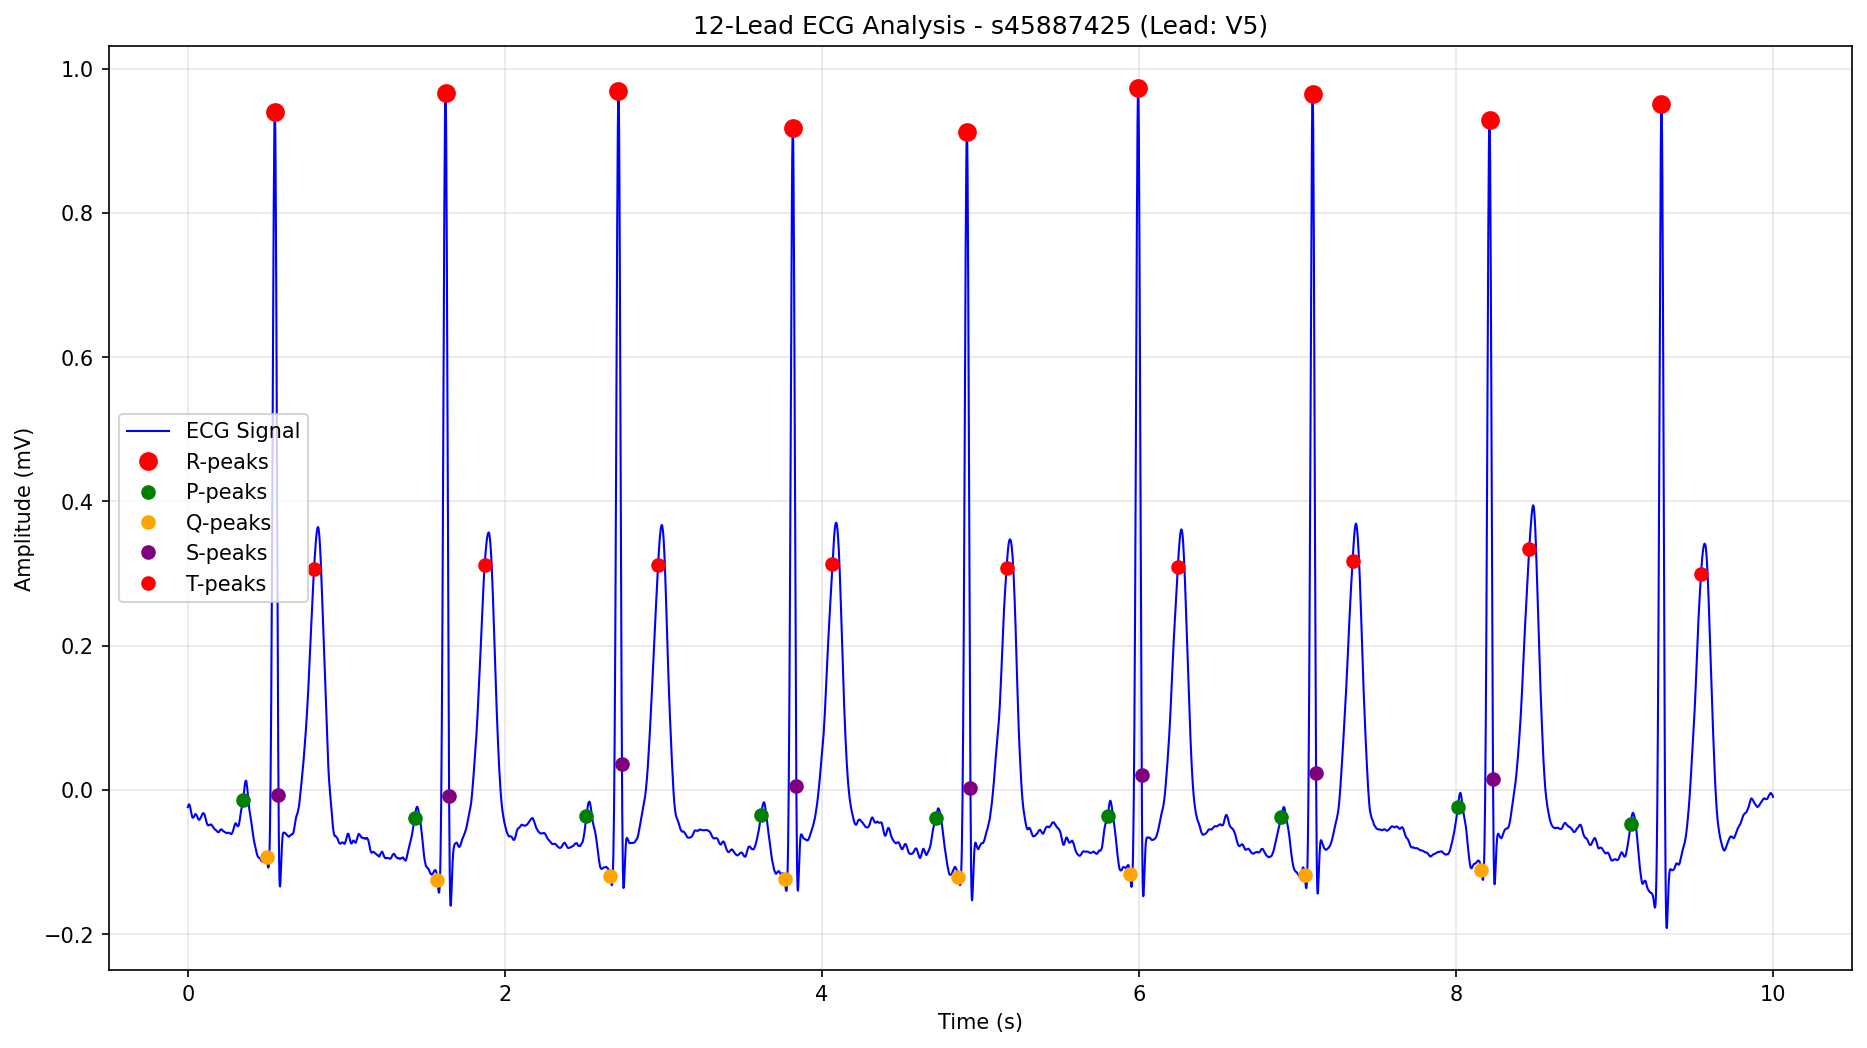 12-Lead ECG Analysis - s45887425 (Lead: V5)
Amplitude (mV)
1.0
0.8
0.6
0.4
0.2
0.0
−0.2
ECG Signal
R-peaks
P-peaks
Q-peaks
S-peaks
T-peaks
0 2 4 6 8 10
Time (s)